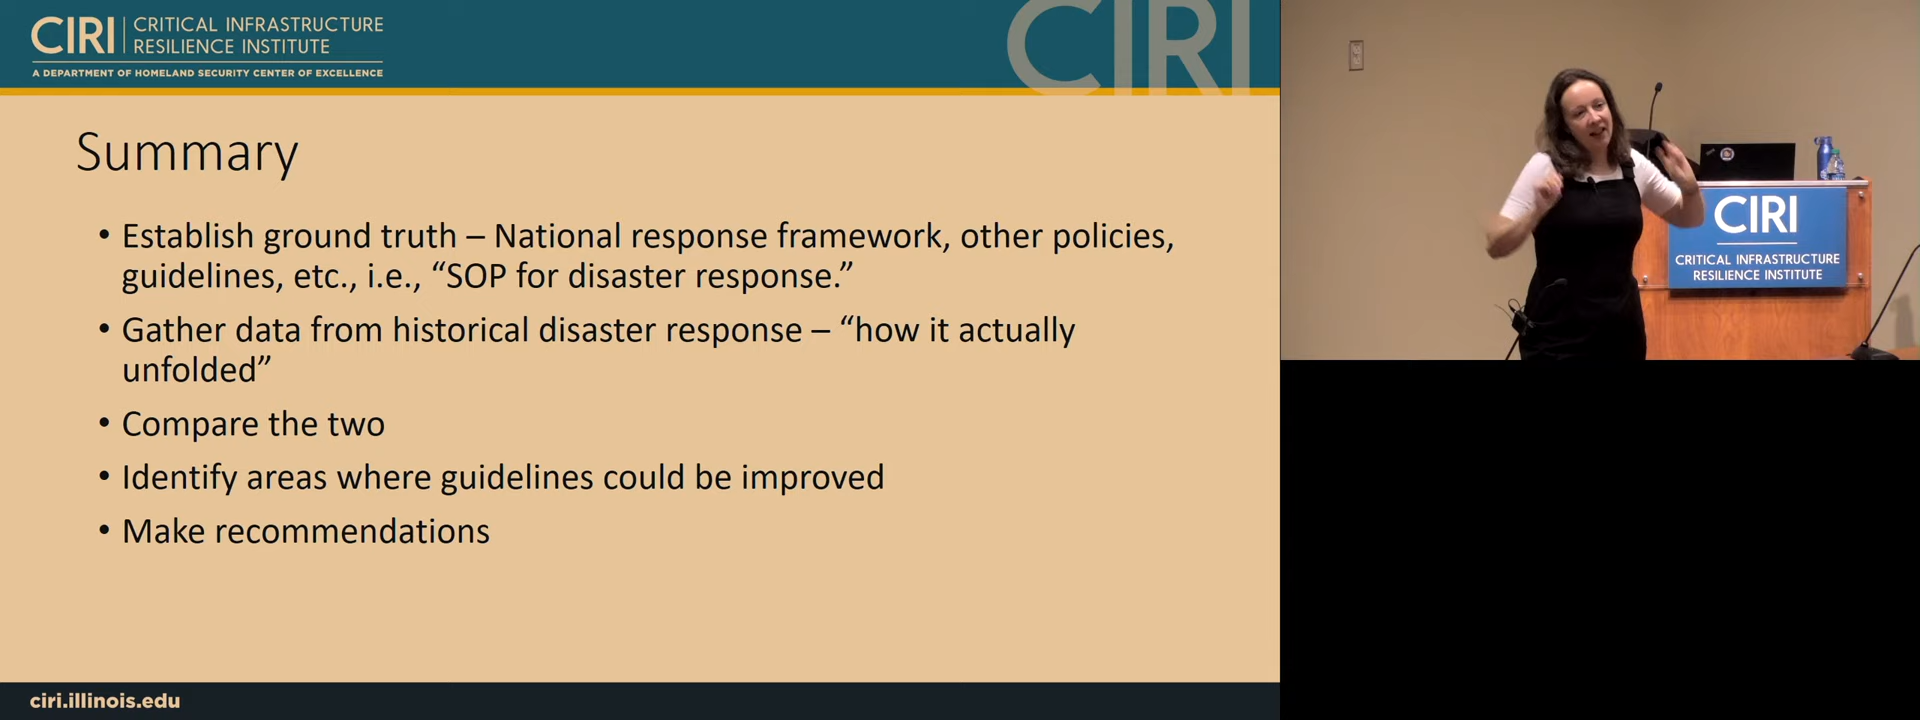 CIRI
CRITICAL INFRASTRUCTURE
RESILIENCE INSTITUTE
A DEPARTMENT OF HOMELAND SECURITY CENTER OF EXCELLENCE
CIRI
Summary
• Establish ground truth – National response framework, other policies,
guidelines, etc., i.e., “SOP for disaster response.”
• Gather data from historical disaster response – “how it actually
unfolded”
• Compare the two
• Identify areas where guidelines could be improved
• Make recommendations
ciri.illinois.edu
CIRI
CRITICAL INFRASTRUCTURE
RESILIENCE INSTITUTE